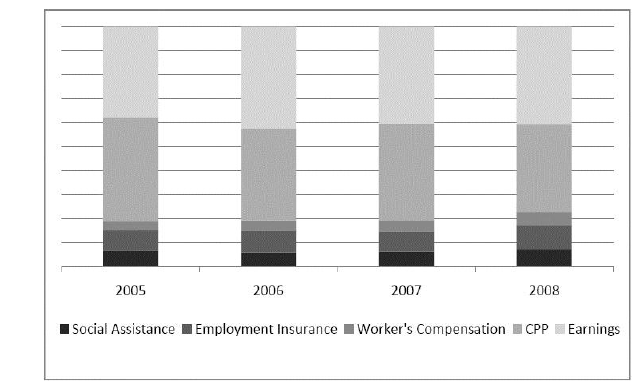 2005 2006 2007 2008
Social Assistance Employment Insurance Worker's Compensation CPP Earnings